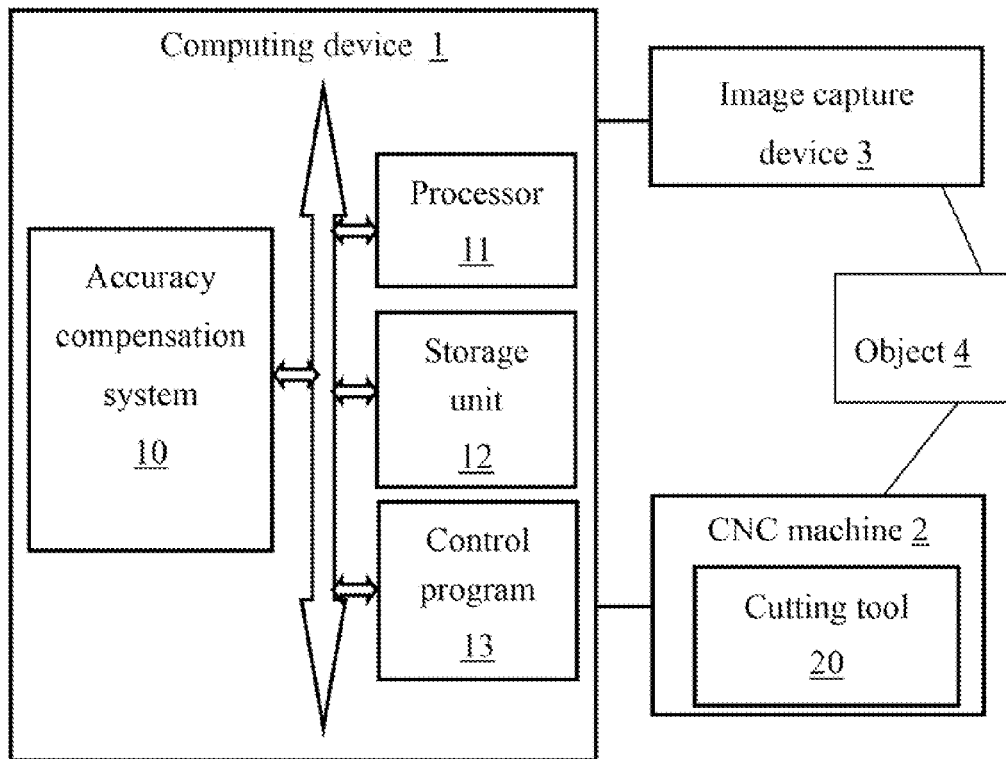 Computing device 1
Accuracy
compensation
system
10
Processor
11
Storage
unit
12
Control
program
13
Image capture
device 3
Object 4
CNC machine 2
Cutting tool
20